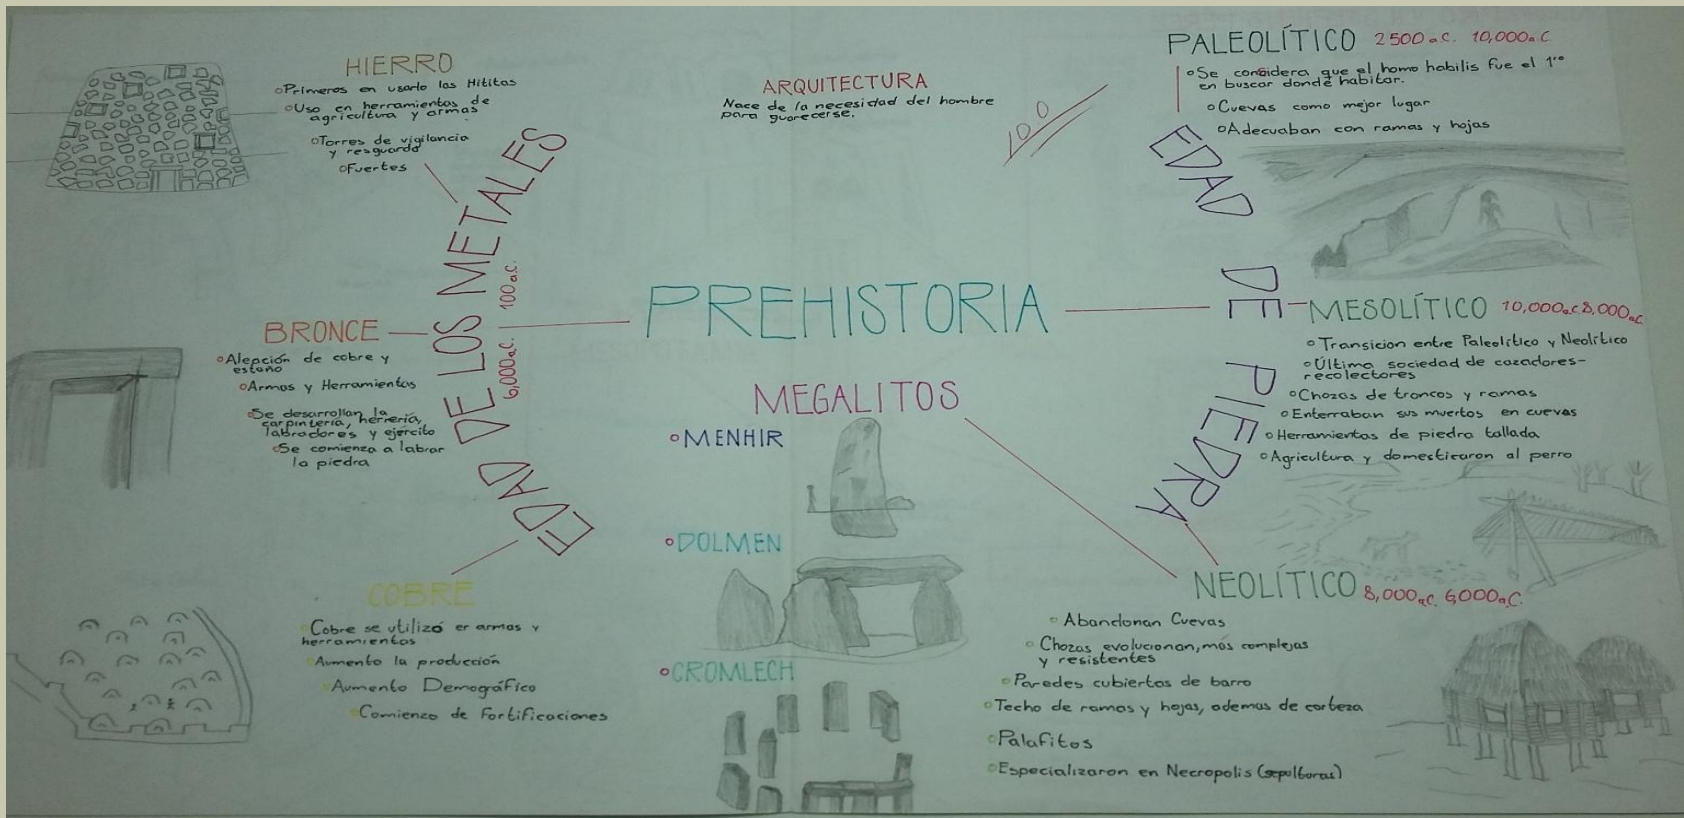 HIERRO
Primeros en usarlo los Hititas
Uso en herramientas de
agricultura y armas
Torres de vigilancia
y resguardo
Fuertes
ARQUITECTURA
Nace de la necesidad del hombre
para guarecerse.
100
PALEOLÍTICO 2500 a.C. 10,000 a.C
Se considera que el homo habilis fue el 1ro
en buscar donde habitar.
Cuevas como mejor lugar
Adecuaban con ramas y hojas
EDAD DE LOS METALES
6,000 a.C. 100 a.C.
PREHISTORIA
EDAD DE PIEDRA
BRONCE
Aleación de cobre y
estaño
Armas y Herramientas
Se desarrollan la
carpintería, herrería,
labradores y ejército
Se comienza a labrar
la piedra
MESOLÍTICO 10,000 a.C 8,000 a.C
Transicion entre Paleolítico y Neolítico
Última sociedad de cazadores-
recolectores
Chozas de troncos y ramas
Enterraban sus muertos en cuevas
Herramientas de piedra tallada
Agricultura y domesticaron al perro
MEGALITOS
MENHIR
DOLMEN
CROMLECH
COBRE
Cobre se utilizó en armas y
herramientas
Aumento la producción
Aumento Demográfico
Comienzo de Fortificaciones
NEOLÍTICO 8,000 a.C. 6,000 a.C.
Abandonan Cuevas
Chozas evolucionan, más complejas
y resistentes
Paredes cubiertas de barro
Techo de ramas y hojas, ademas de corteza
Palafitos
Especializaron en Necropolis (sepulturas)